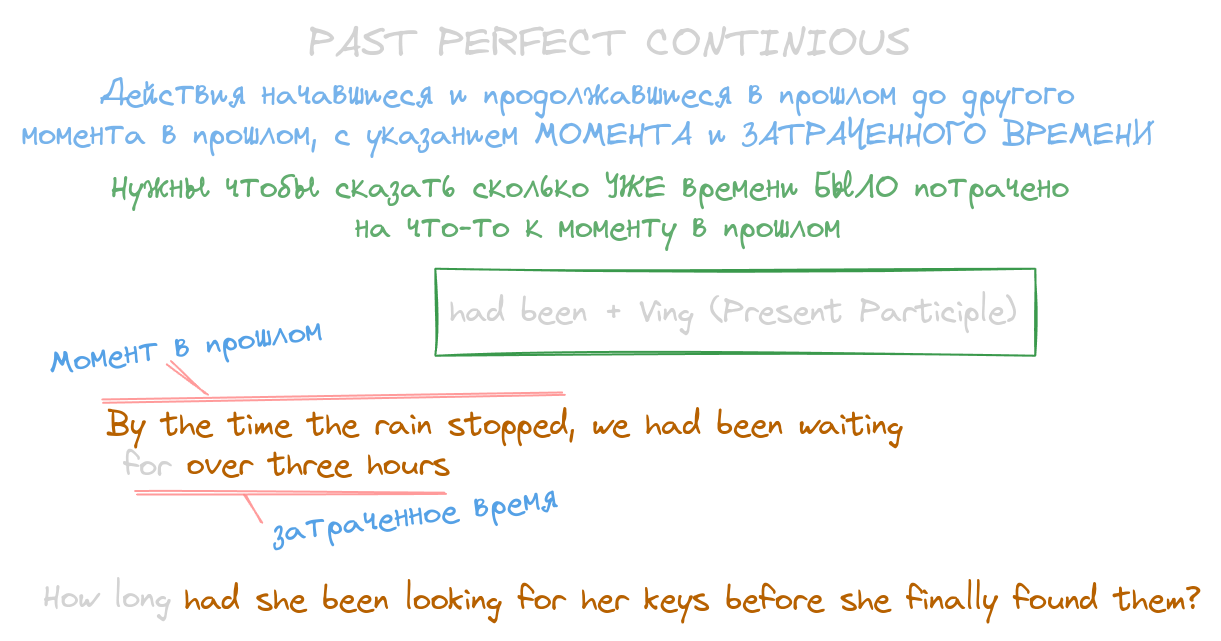 PAST PERFECT CONTINIOUS
Действия начавшиеся и продолжавшиеся в прошлом до другого
момента в прошлом, с указанием МОМЕНТА и ЗАТРАЧЕННОГО ВРЕМЕНИ
Нужны чтобы сказать сколько УЖЕ времени БЫЛО потрачено
на что-то к моменту в прошлом
had been + Ving (Present Participle)
момент в прошлом
By the time the rain stopped, we had been waiting
for over three hours
затраченное время
How long had she been looking for her keys before she finally found them?